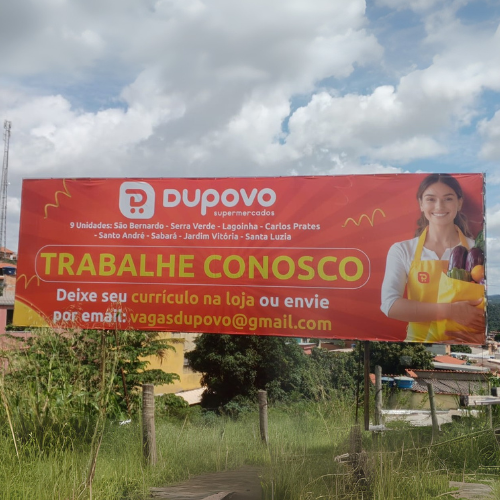 DUPOVO
supermercados
9 Unidades: São Bernardo - Serra Verde - Lagoinha - Carlos Prates
- Santo André - Sabará - Jardim Vitória - Santa Luzia
TRABALHE CONOSCO
Deixe seu currículo na loja ou envie
por email: vagasdupovo@gmail.com